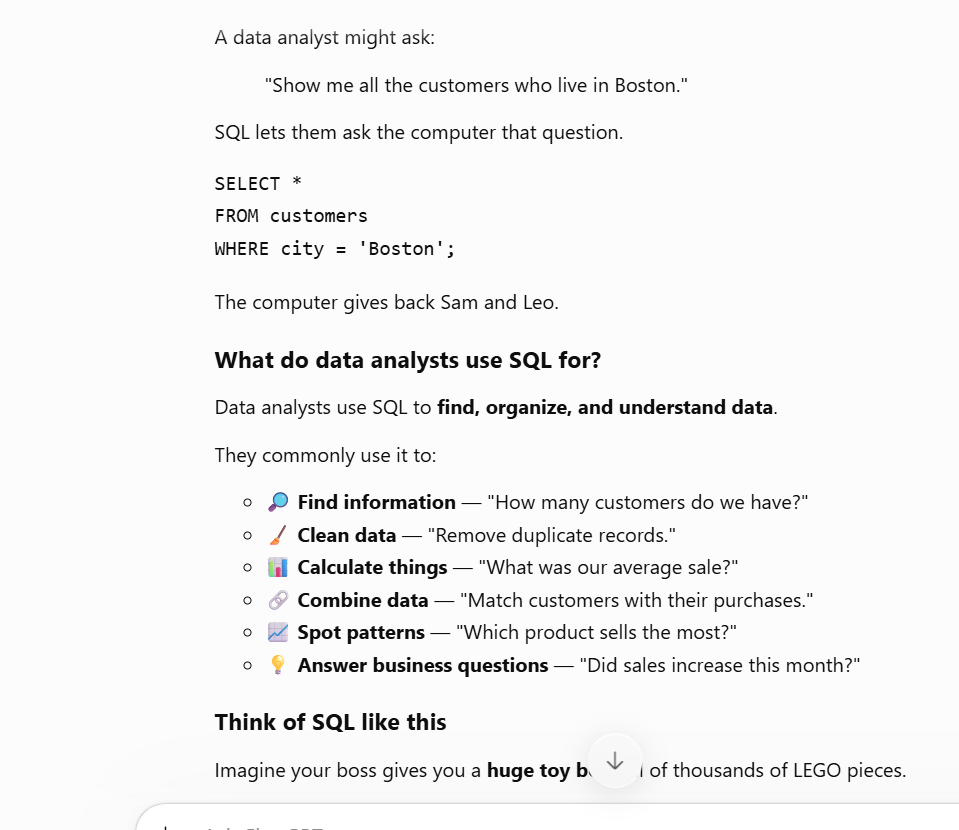 A data analyst might ask:
"Show me all the customers who live in Boston."
SQL lets them ask the computer that question.
SELECT *
FROM customers
WHERE city = 'Boston';
The computer gives back Sam and Leo.
What do data analysts use SQL for?
Data analysts use SQL to find, organize, and understand data.
They commonly use it to:
Find information — "How many customers do we have?"
Clean data — "Remove duplicate records."
Calculate things — "What was our average sale?"
Combine data — "Match customers with their purchases."
Spot patterns — "Which product sells the most?"
Answer business questions — "Did sales increase this month?"
Think of SQL like this
Imagine your boss gives you a huge toy of thousands of LEGO pieces.